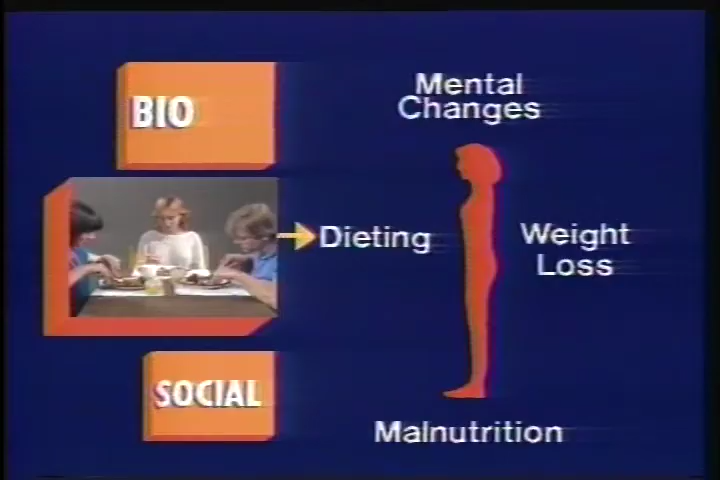 BIO
Mental
Changes
Dieting
Weight
Loss
SOCIAL
Malnutrition